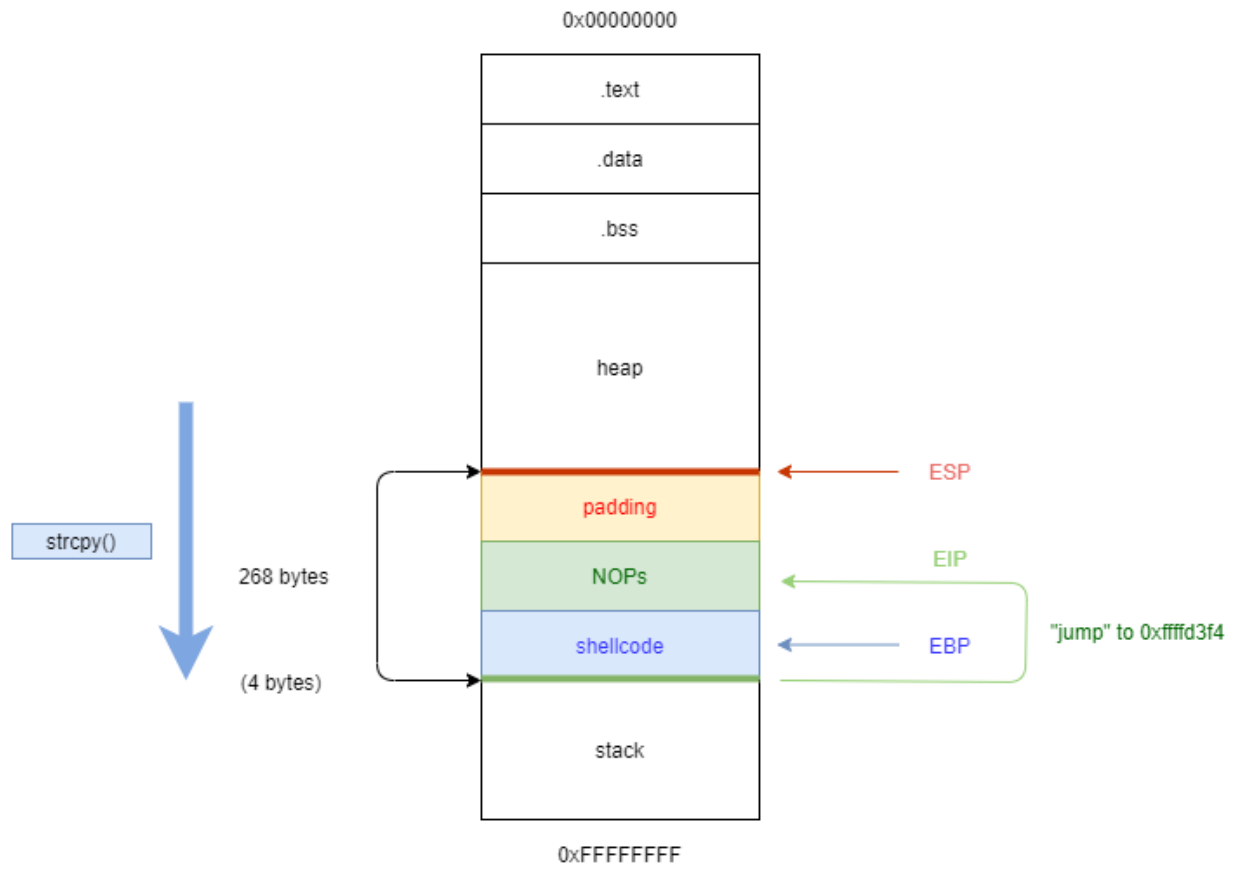 0x00000000
.text
.data
.bss
heap
ESP
padding
strcpy()
EIP
268 bytes
NOPs
"jump" to 0xffffd3f4
shellcode
EBP
(4 bytes)
stack
0xFFFFFFFF